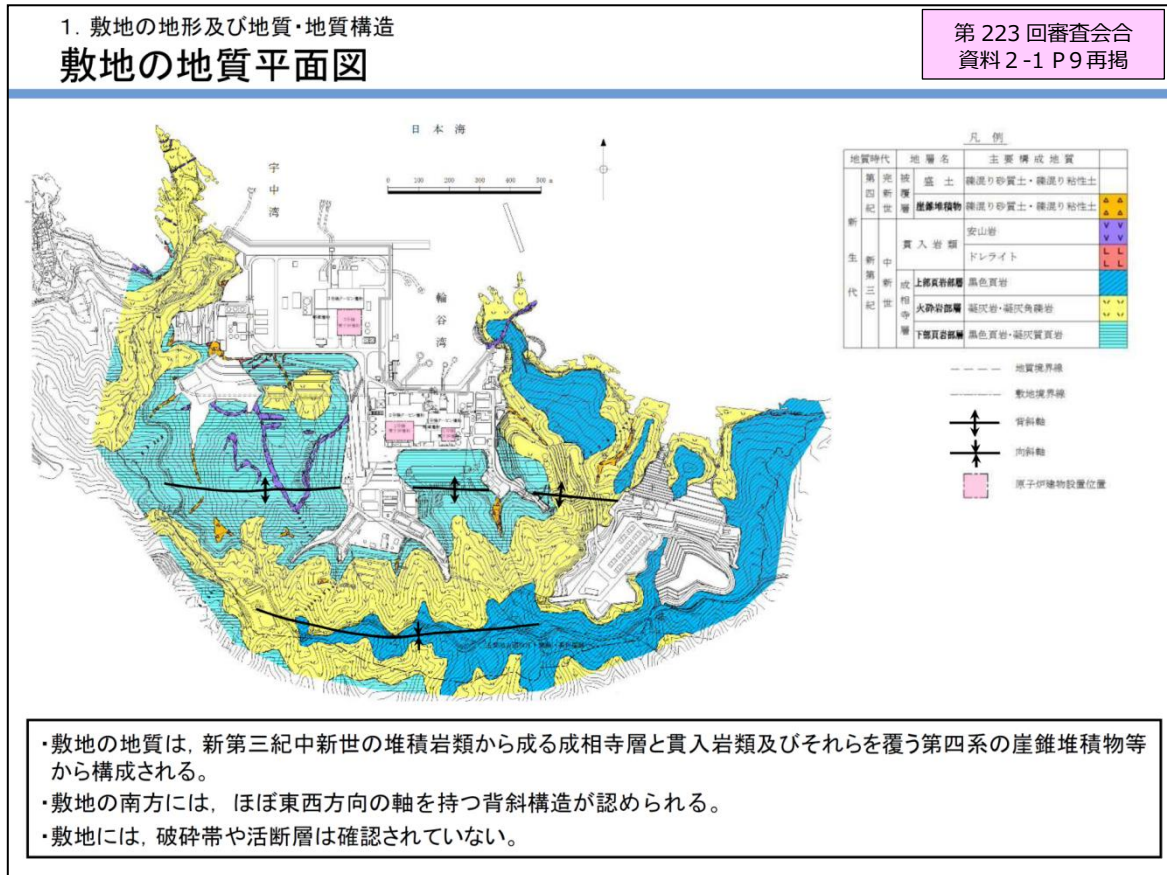 1. 敷地の地形及び地質・地質構造
敷地の地質平面図
第 223 回審査会合
資料２-1 P９再掲
日 本 海
宇 中 湾
輪 谷 湾
0 100 200 300 400 500 m
凡 例
地質時代 地 層 名 主 要 構 成 地 質
新 生 代
第四紀 完新世 被覆層 盛 土 礫混り砂質土・礫混り粘性土
崖錐堆積物 礫混り砂質土・礫混り粘性土
新第三紀 中新世 貫 入 岩 類 安山岩
ドレライト
成相寺層 上部頁岩部層 黒色頁岩
火砕岩部層 凝灰岩・凝灰角礫岩
下部頁岩部層 黒色頁岩・凝灰質頁岩
地質境界線
敷地境界線
背斜軸
向斜軸
原子炉建物設置位置
・敷地の地質は，新第三紀中新世の堆積岩類から成る成相寺層と貫入岩類及びそれらを覆う第四系の崖錐堆積物等
から構成される。
・敷地の南方には，ほぼ東西方向の軸を持つ背斜構造が認められる。
・敷地には，破砕帯や活断層は確認されていない。